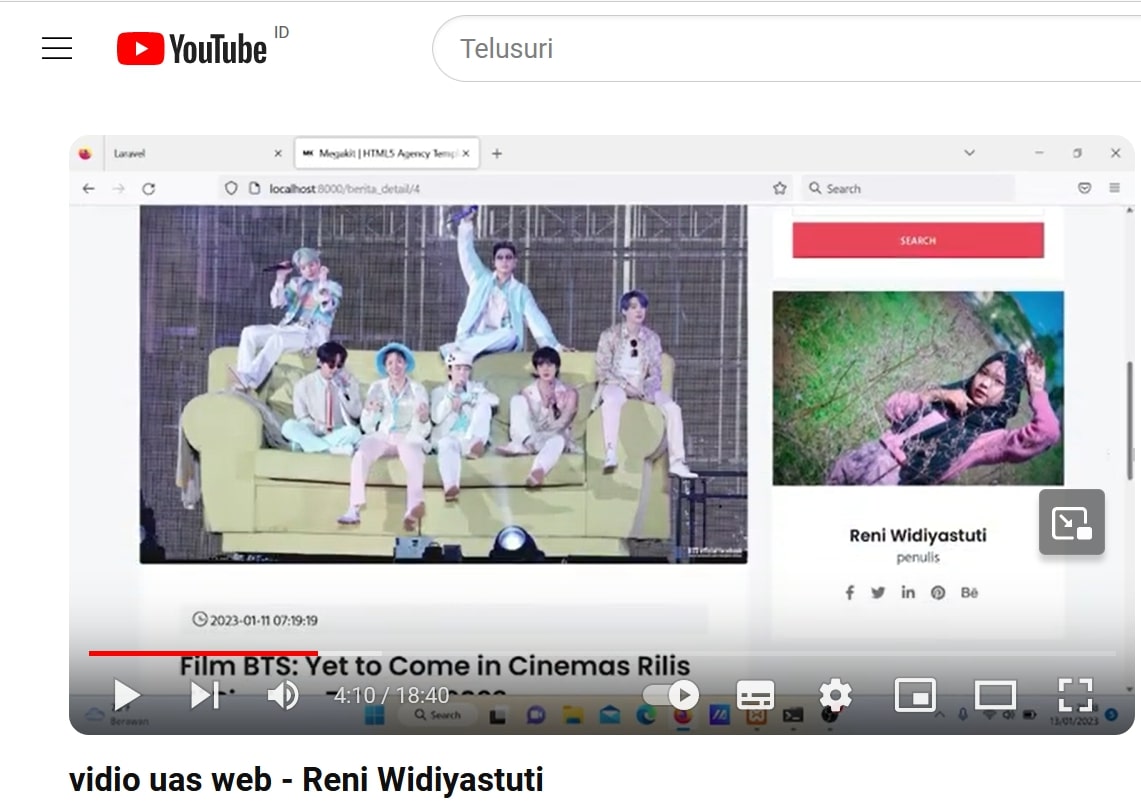 YouTube ID
Telusuri
Laravel
MK Megakit | HTML5 Agency Templ
localhost:8000/berita_detail/4
Search
SEARCH
Reni Widiyastuti
penulis
2023-01-11 07:19:19
Film BTS: Yet to Come in Cinemas Rilis
4:10 / 18:40
Berawan
Search
13/01/2023
vidio uas web - Reni Widiyastuti